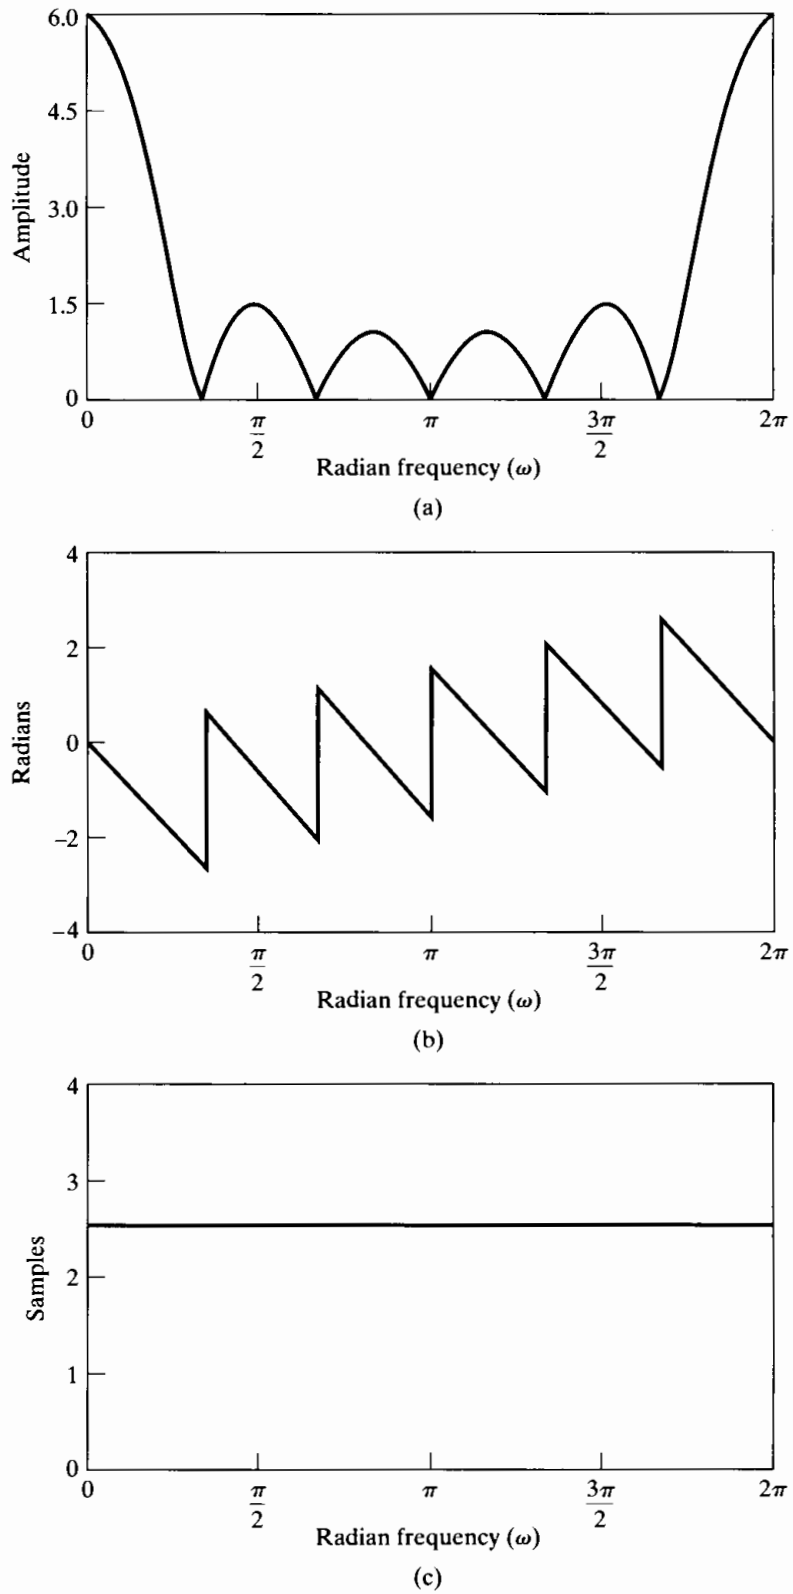 6.0
4.5
3.0
1.5
0
Amplitude
0 π/2 π 3π/2 2π
Radian frequency (ω)
(a)
4
2
0
−2
−4
Radians
0 π/2 π 3π/2 2π
Radian frequency (ω)
(b)
4
3
2
1
0
Samples
0 π/2 π 3π/2 2π
Radian frequency (ω)
(c)